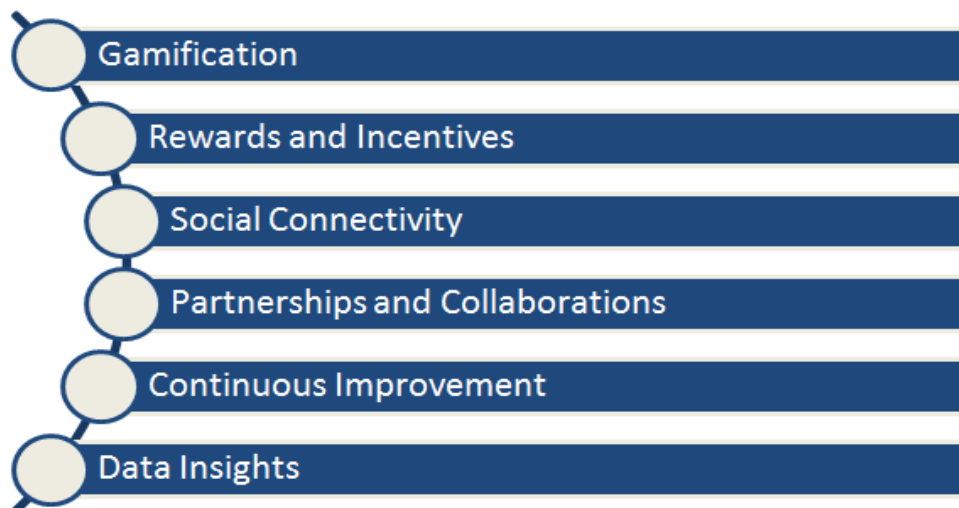 Gamification
Rewards and Incentives
Social Connectivity
Partnerships and Collaborations
Continuous Improvement
Data Insights